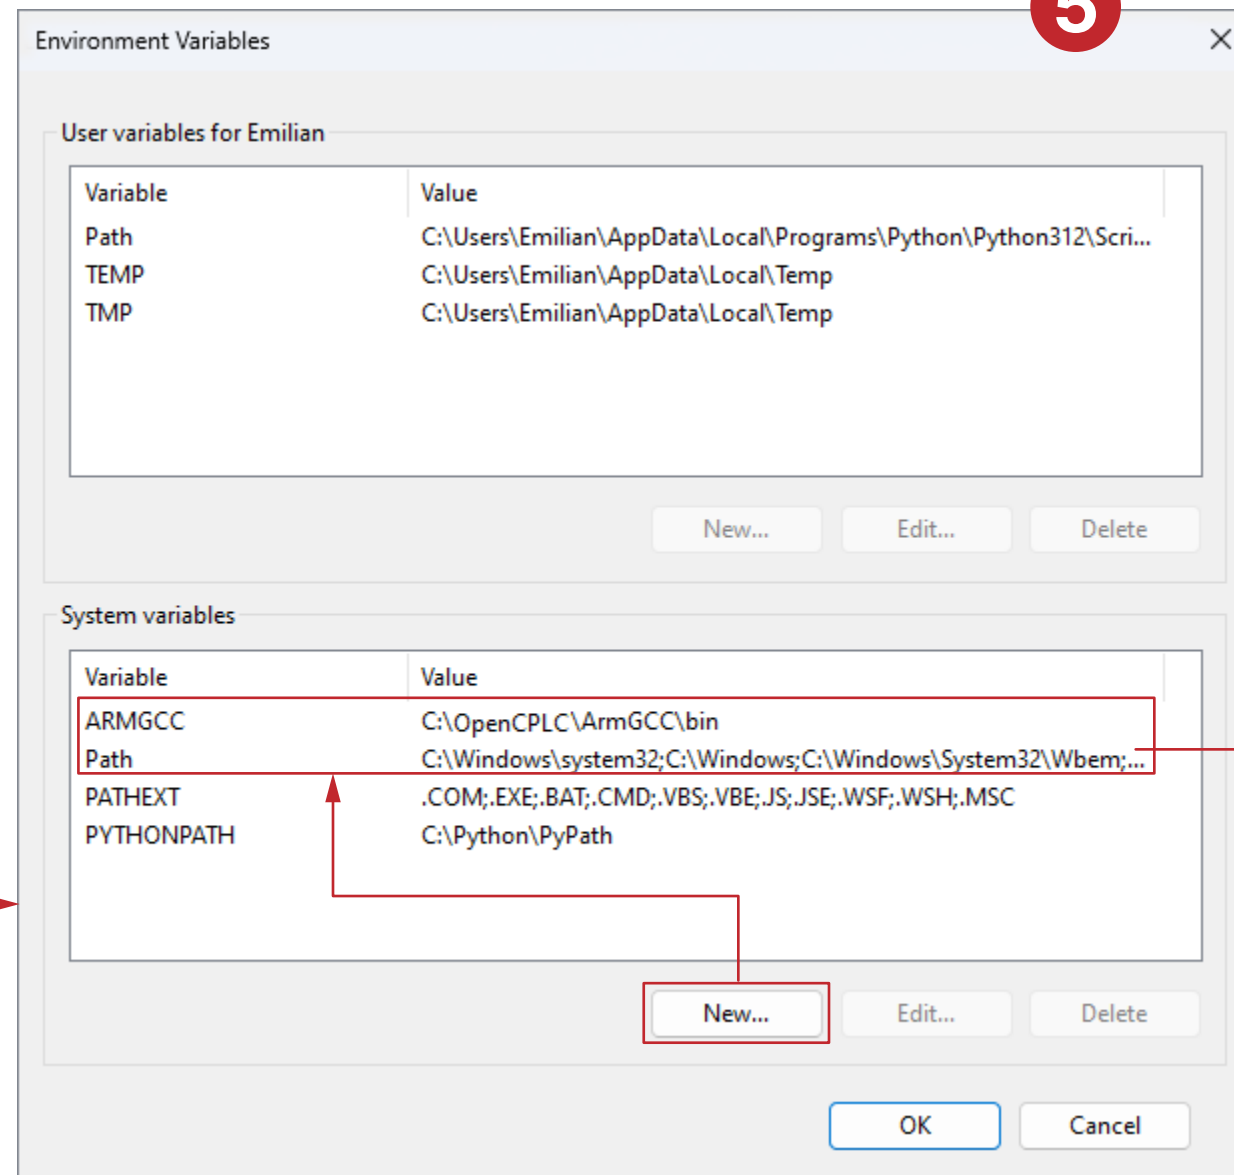 5
Environment Variables
User variables for Emilian
Variable Value
Path C:\Users\Emilian\AppData\Local\Programs\Python\Python312\Scri...
TEMP C:\Users\Emilian\AppData\Local\Temp
TMP C:\Users\Emilian\AppData\Local\Temp
New... Edit... Delete
System variables
Variable Value
ARMGCC C:\OpenCPLC\ArmGCC\bin
Path C:\Windows\system32;C:\Windows;C:\Windows\System32\Wbem;...
PATHEXT .COM;.EXE;.BAT;.CMD;.VBS;.VBE;.JS;.JSE;.WSF;.WSH;.MSC
PYTHONPATH C:\Python\PyPath
New... Edit... Delete
OK Cancel